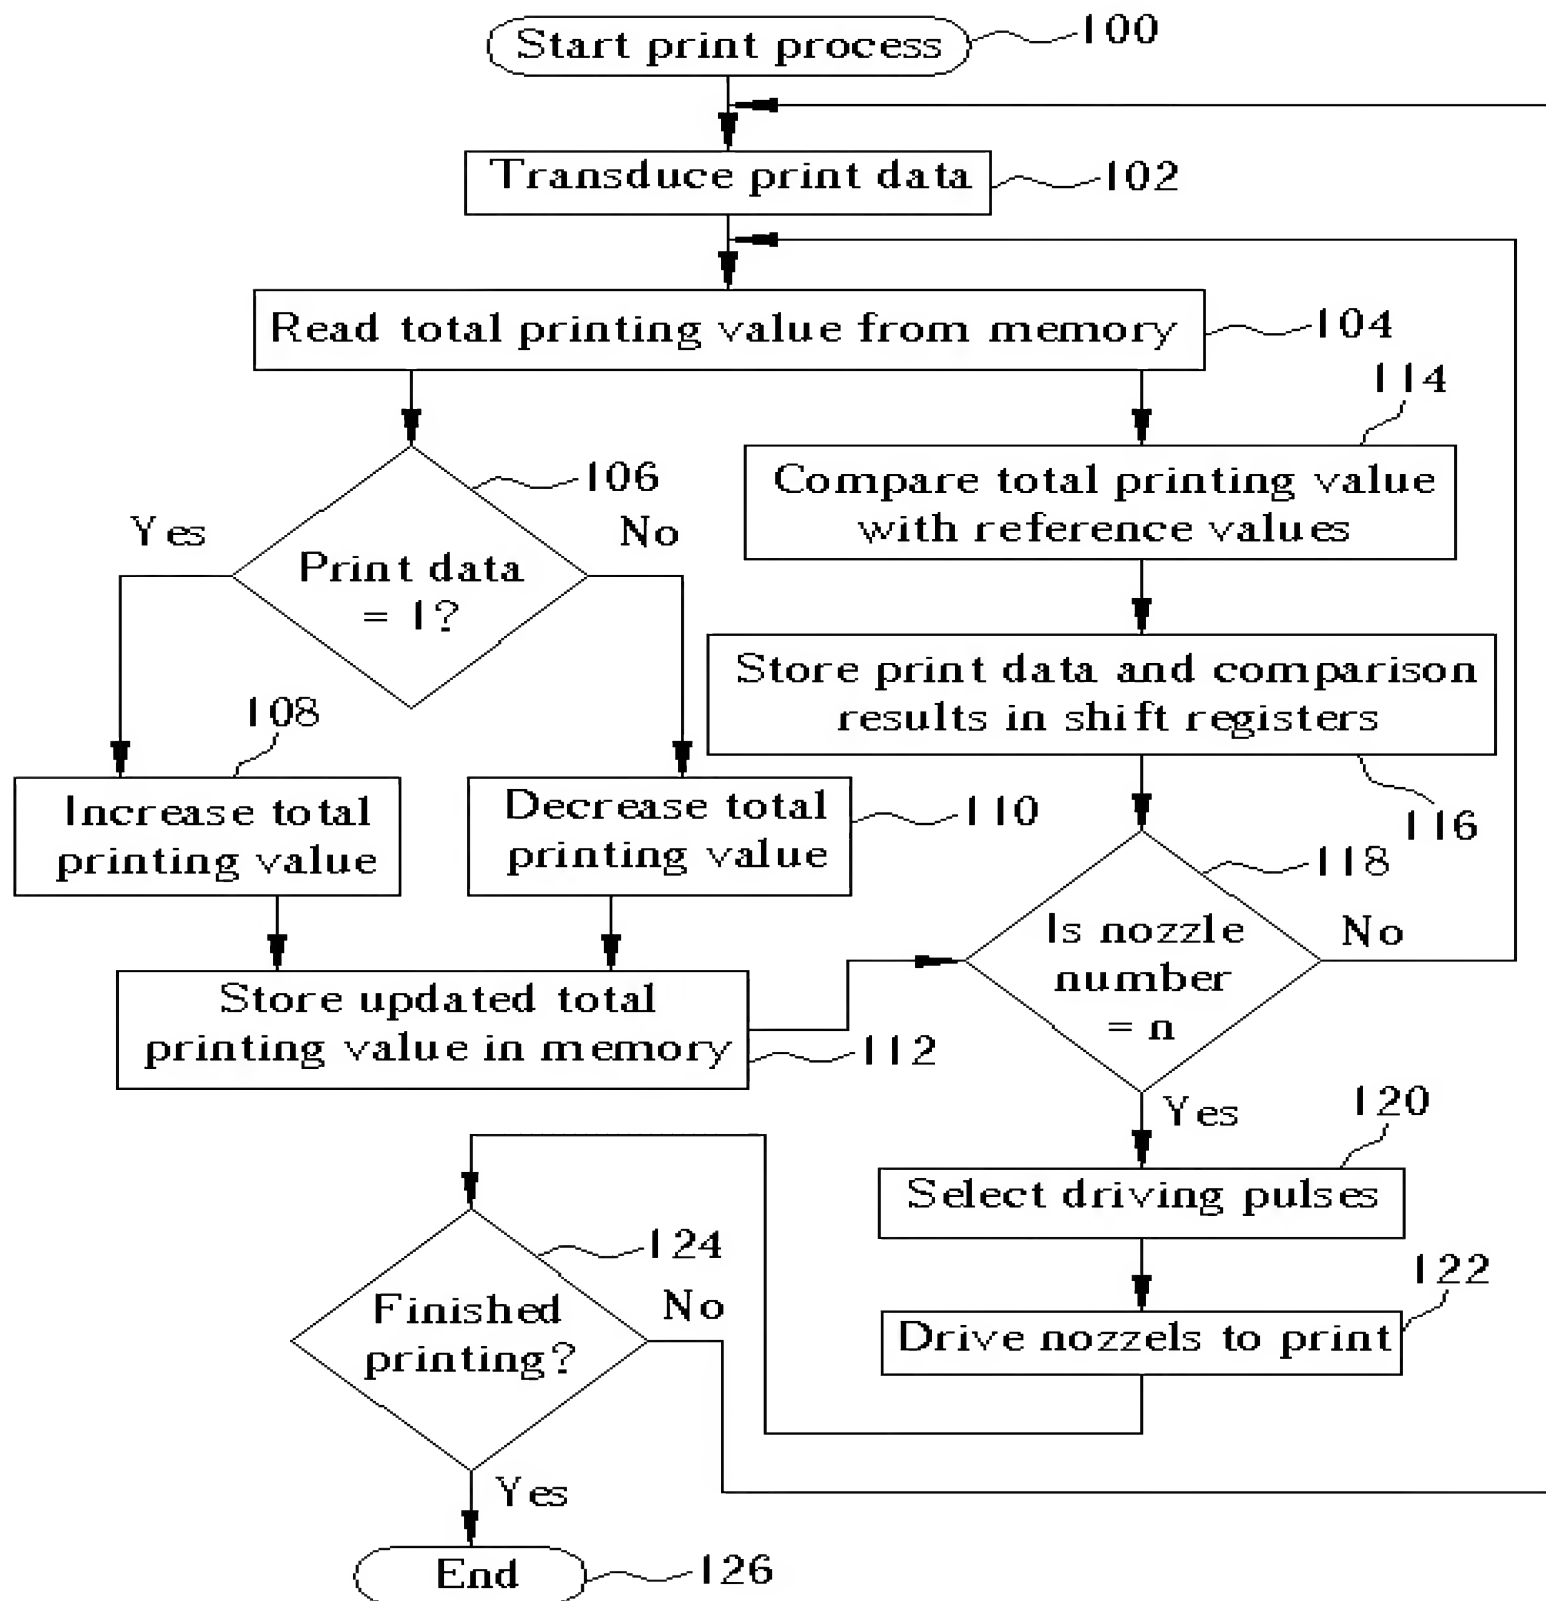 Start print process
100
Transduce print data
102
Read total printing value from memory
104
114
106
Compare total printing value
with reference values
Yes
No
Print data
= 1?
Store print data and comparison
results in shift registers
108
116
Increase total
printing value
Decrease total
printing value
110
118
Is nozzle
number
= n
No
Store updated total
printing value in memory
112
Yes
120
Select driving pulses
124
122
Finished
printing?
No
Drive nozzels to print
Yes
End
126